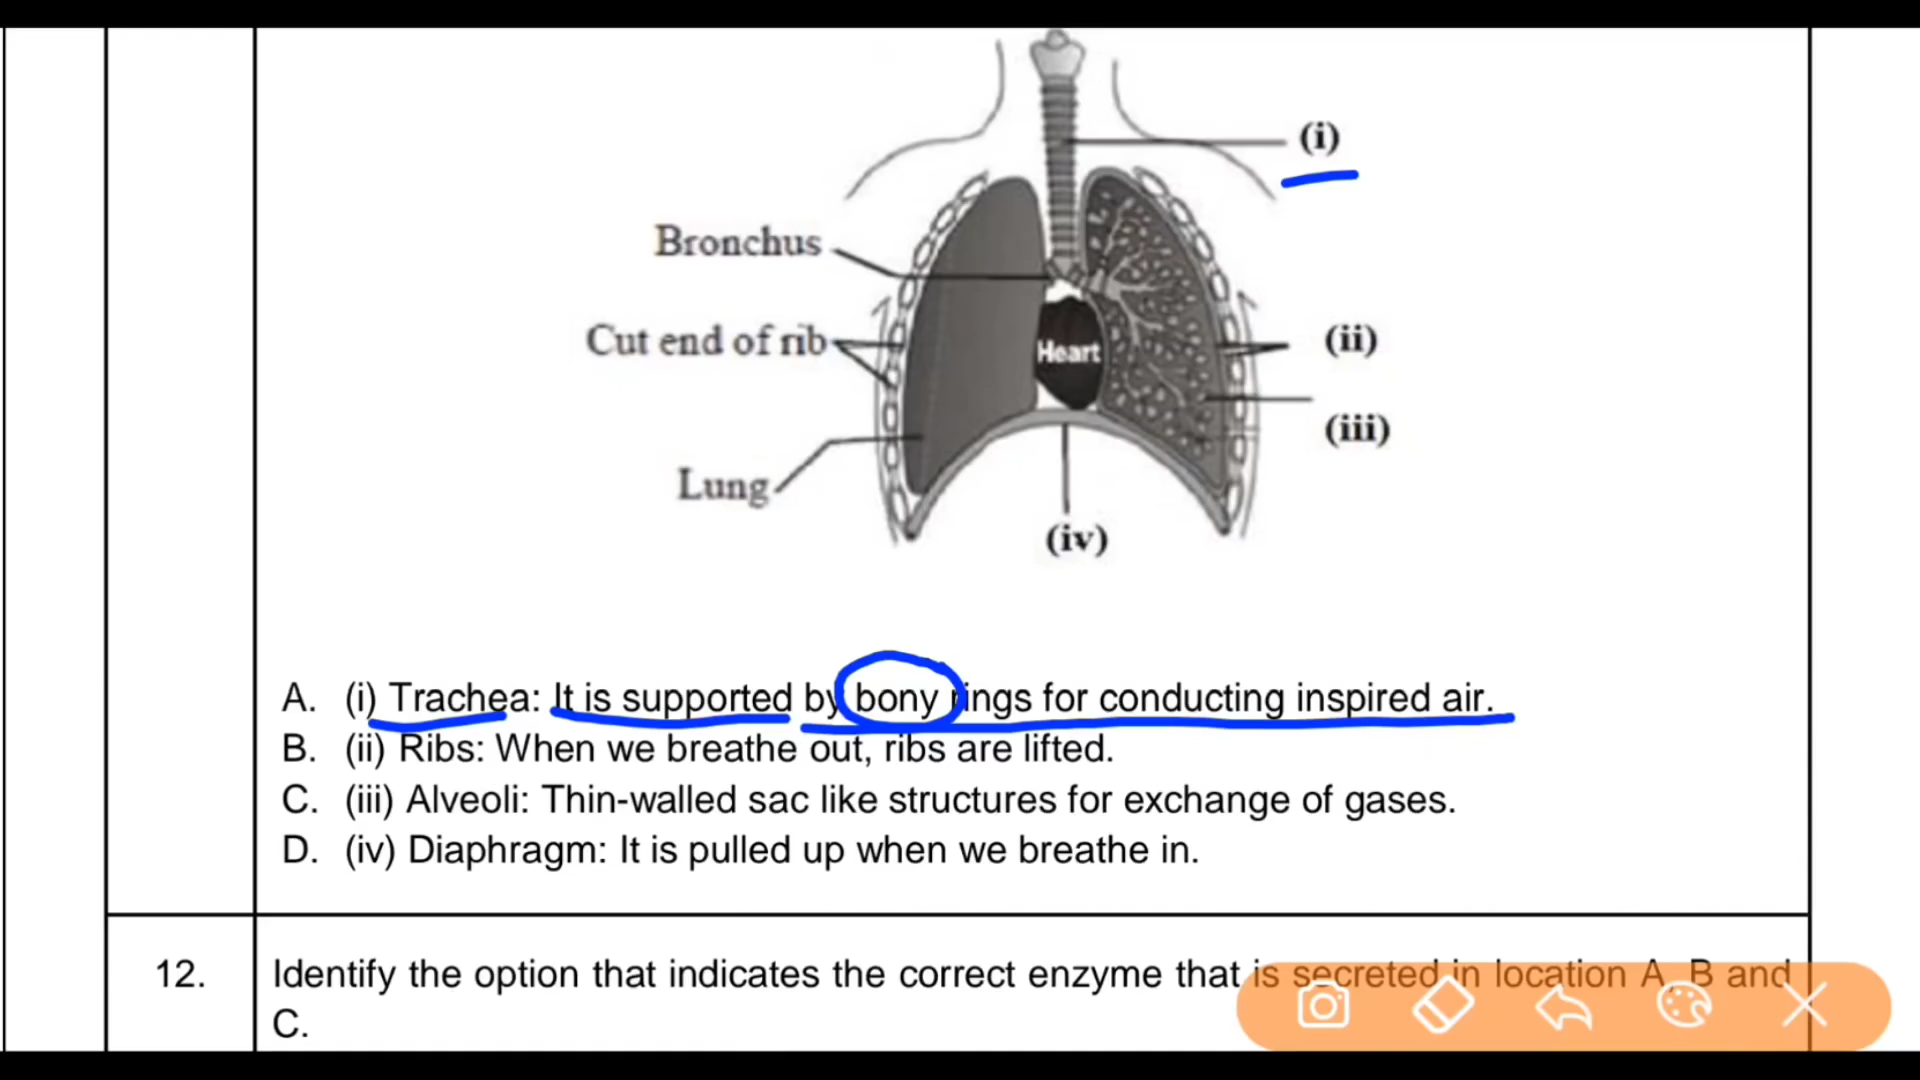 (i)
Bronchus
Cut end of rib
Heart
(ii)
(iii)
Lung
(iv)
A. (i) Trachea: It is supported by bony rings for conducting inspired air.
B. (ii) Ribs: When we breathe out, ribs are lifted.
C. (iii) Alveoli: Thin-walled sac like structures for exchange of gases.
D. (iv) Diaphragm: It is pulled up when we breathe in.
12. Identify the option that indicates the correct enzyme that is secreted in location A, B and
C.